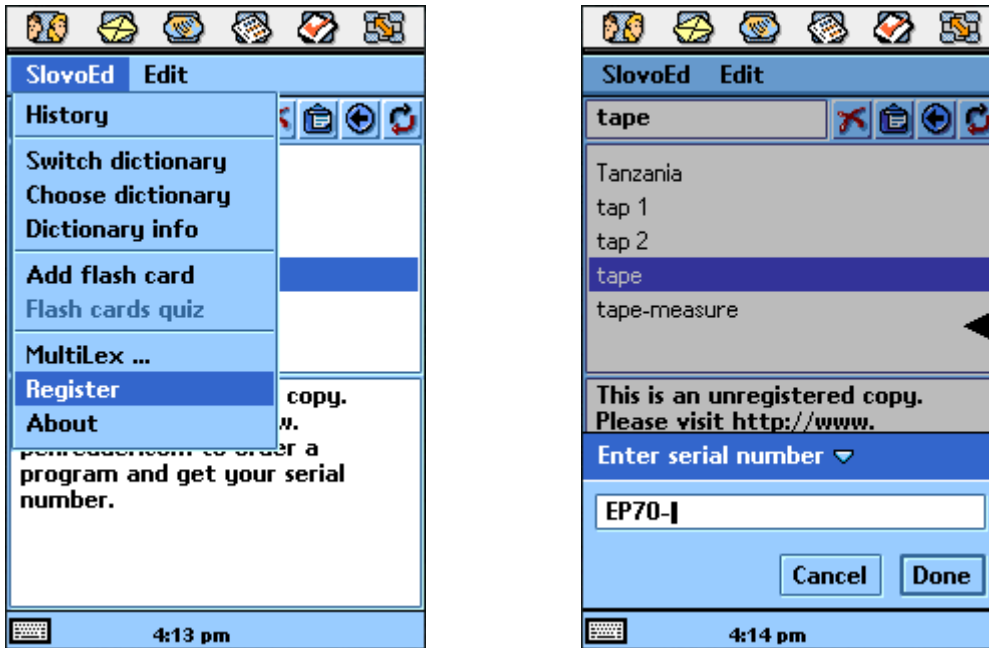 SlovoEd Edit
History
Switch dictionary
Choose dictionary
Dictionary info
Add flash card
Flash cards quiz
MultiLex ...
Register
About
copy.
w.
to order a
program and get your serial
number.
4:13 pm
SlovoEd Edit
tape
Tanzania
tap 1
tap 2
tape
tape-measure
This is an unregistered copy.
Please visit http://www.
Enter serial number
EP70-
Cancel Done
4:14 pm